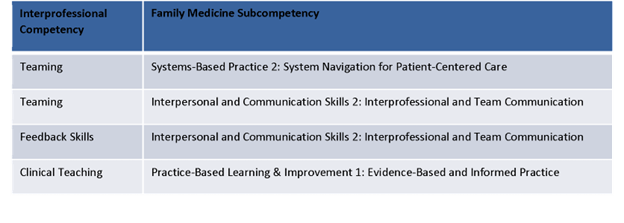 Interprofessional Competency Family Medicine Subcompetency
Teaming Systems-Based Practice 2: System Navigation for Patient-Centered Care
Teaming Interpersonal and Communication Skills 2: Interprofessional and Team Communication
Feedback Skills Interpersonal and Communication Skills 2: Interprofessional and Team Communication
Clinical Teaching Practice-Based Learning & Improvement 1: Evidence-Based and Informed Practice